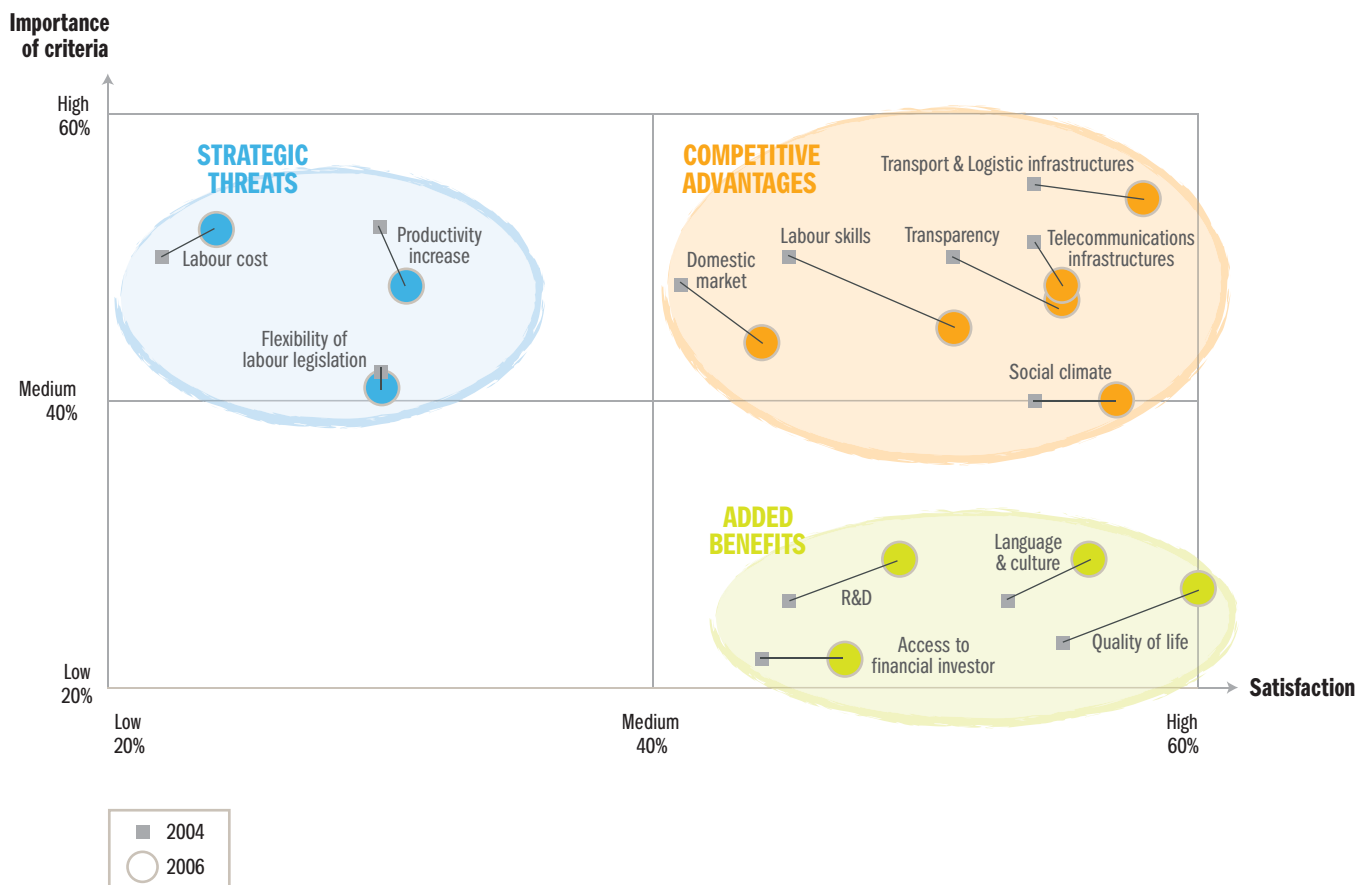 Importance
of criteria
High
60%
STRATEGIC
THREATS
COMPETITIVE
ADVANTAGES
Transport & Logistic infrastructures
Labour cost
Productivity
increase
Domestic
market
Labour skills
Transparency
Telecommunications
infrastructures
Flexibility of
labour legislation
Social climate
Medium
40%
ADDED
BENEFITS
Language
& culture
R&D
Access to
financial investor
Quality of life
Low
20%
Satisfaction
Low
20%
Medium
40%
High
60%
2004
2006